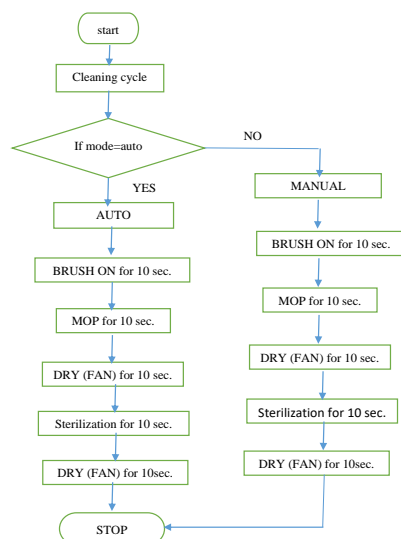 start
Cleaning cycle
If mode=auto
NO
YES
MANUAL
AUTO
BRUSH ON for 10 sec.
BRUSH ON for 10 sec.
MOP for 10 sec.
MOP for 10 sec.
DRY (FAN) for 10 sec.
DRY (FAN) for 10 sec.
Sterilization for 10 sec.
Sterilization for 10 sec.
DRY (FAN) for 10sec.
DRY (FAN) for 10sec.
STOP